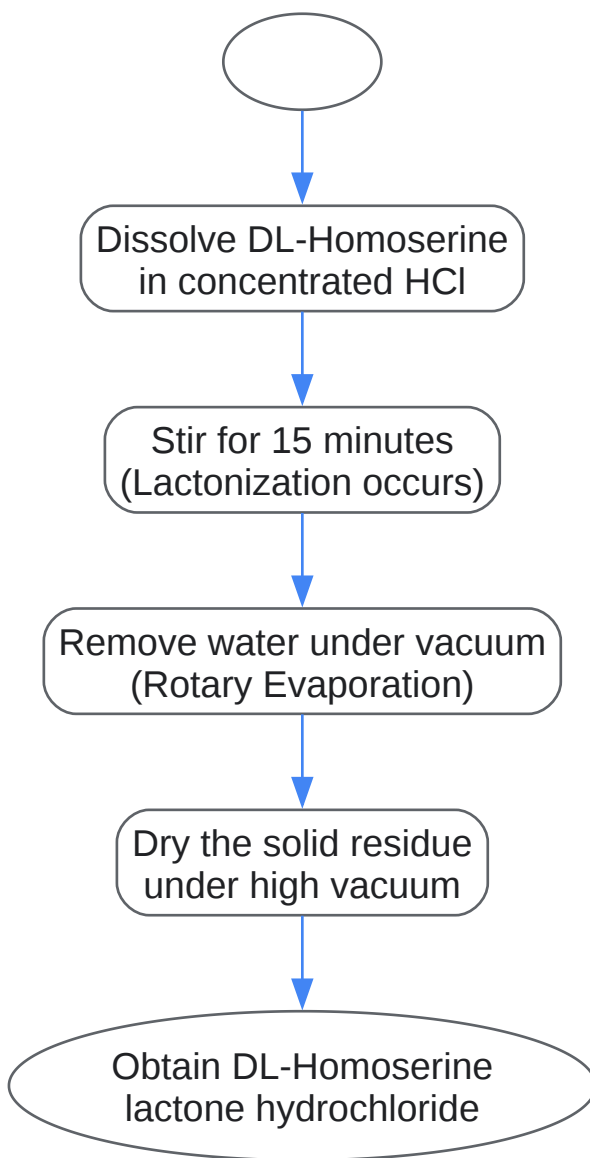 Dissolve DL-Homoserine
in concentrated HCl
Stir for 15 minutes
(Lactonization occurs)
Remove water under vacuum
(Rotary Evaporation)
Dry the solid residue
under high vacuum
Obtain DL-Homoserine
lactone hydrochloride